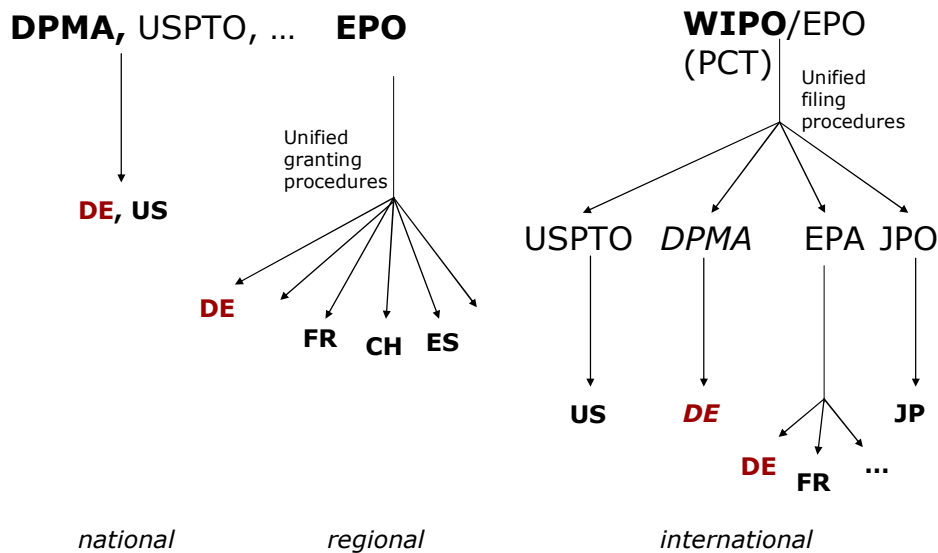 DPMA, USPTO, ...
EPO
WIPO/EPO
(PCT)
Unified
filing
procedures
Unified
granting
procedures
DE, US
USPTO
DPMA
EPA
JPO
DE
FR
CH
ES
US
DE
JP
DE
FR
...
national
regional
international